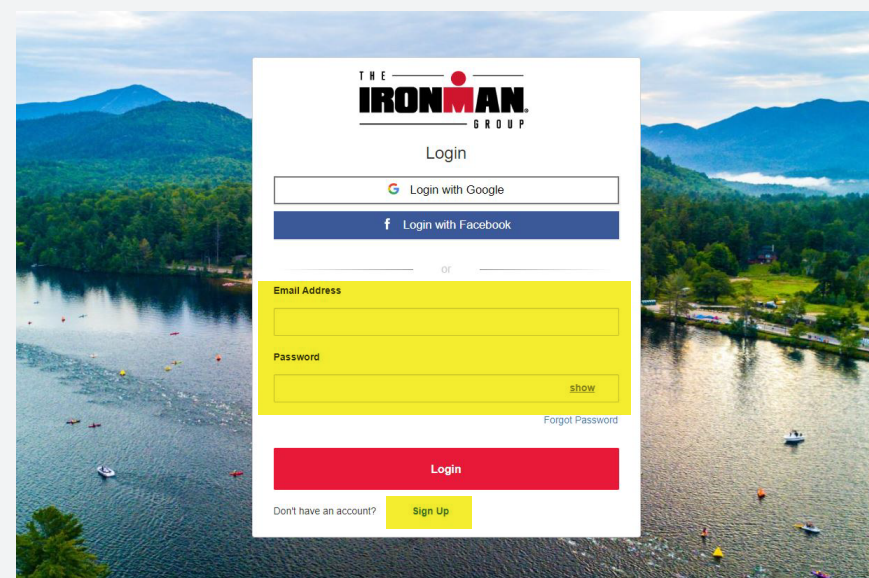 THE
IRONMAN®
GROUP
Login
Login with Google
f Login with Facebook
or
Email Address
Password
show
Forgot Password
Login
Don't have an account? Sign Up